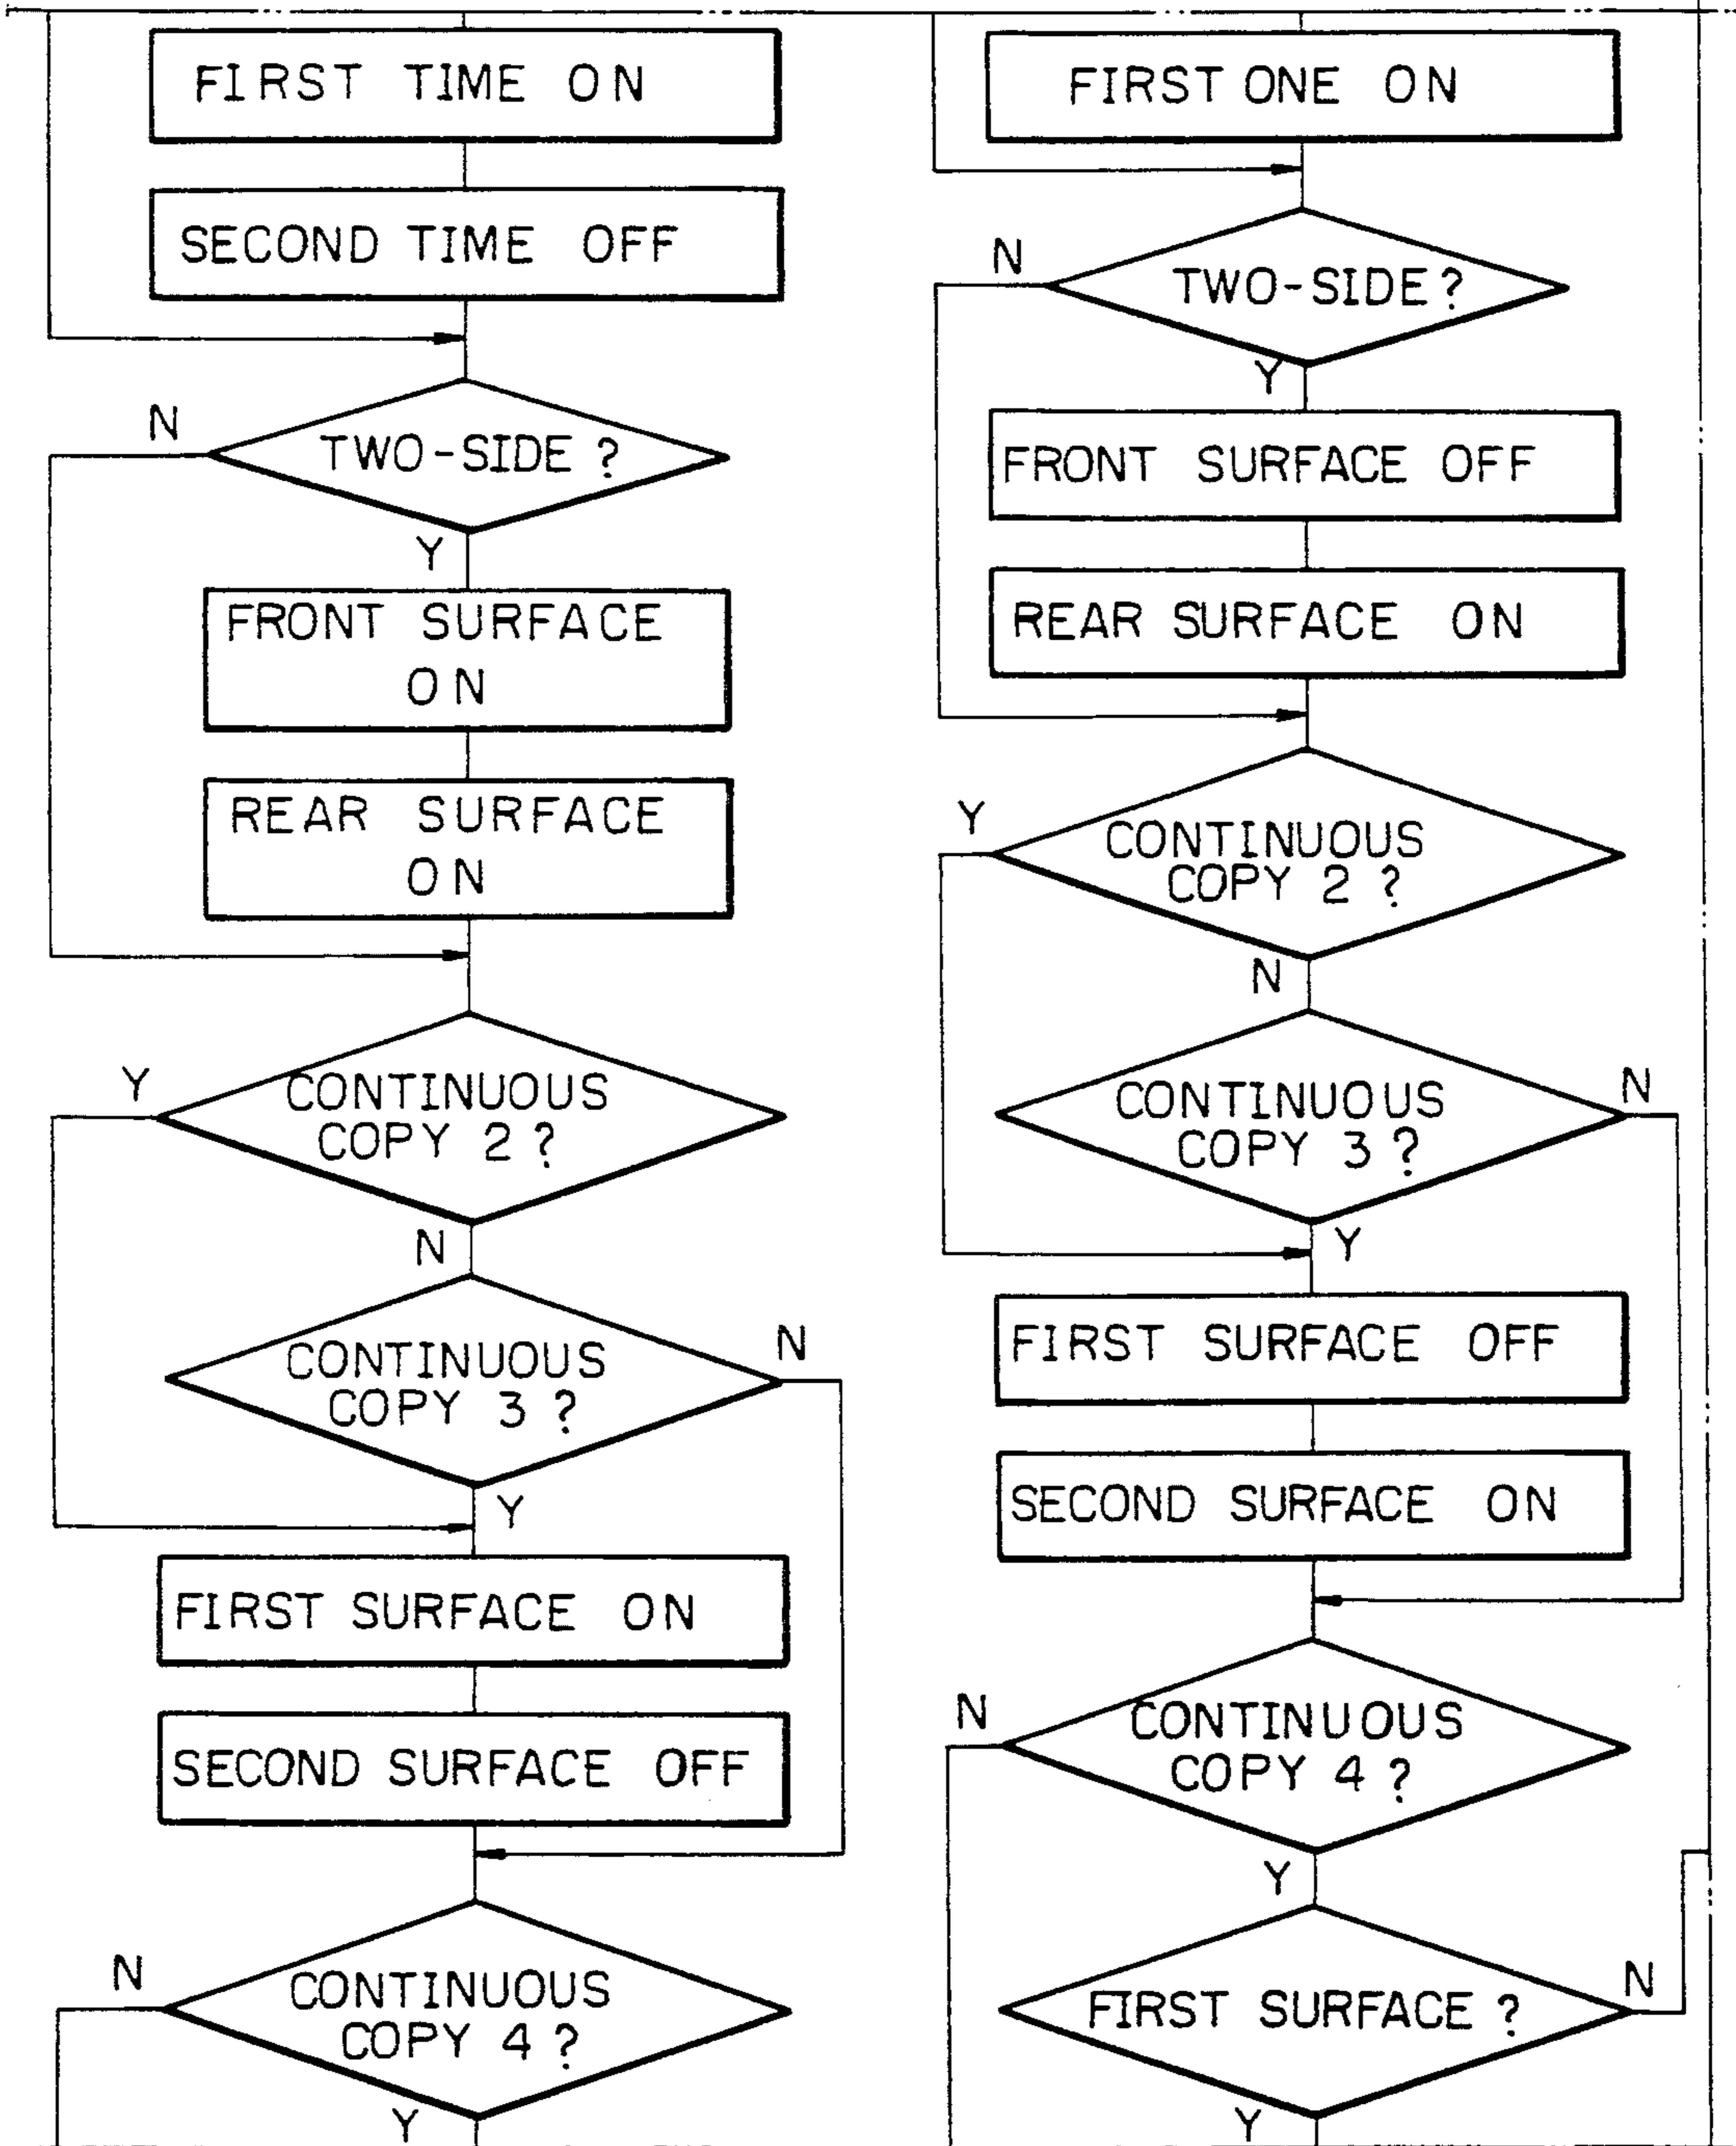 FIRST TIME ON
SECOND TIME OFF
N
TWO-SIDE ?
Y
FRONT SURFACE
ON
REAR SURFACE
ON
Y
CONTINUOUS
COPY 2 ?
N
CONTINUOUS
COPY 3 ?
N
Y
FIRST SURFACE ON
SECOND SURFACE OFF
N
CONTINUOUS
COPY 4 ?
Y
FIRST ONE ON
N
TWO-SIDE ?
Y
FRONT SURFACE OFF
REAR SURFACE ON
Y
CONTINUOUS
COPY 2 ?
N
CONTINUOUS
COPY 3 ?
N
Y
FIRST SURFACE OFF
SECOND SURFACE ON
N
CONTINUOUS
COPY 4 ?
Y
FIRST SURFACE ?
N
Y